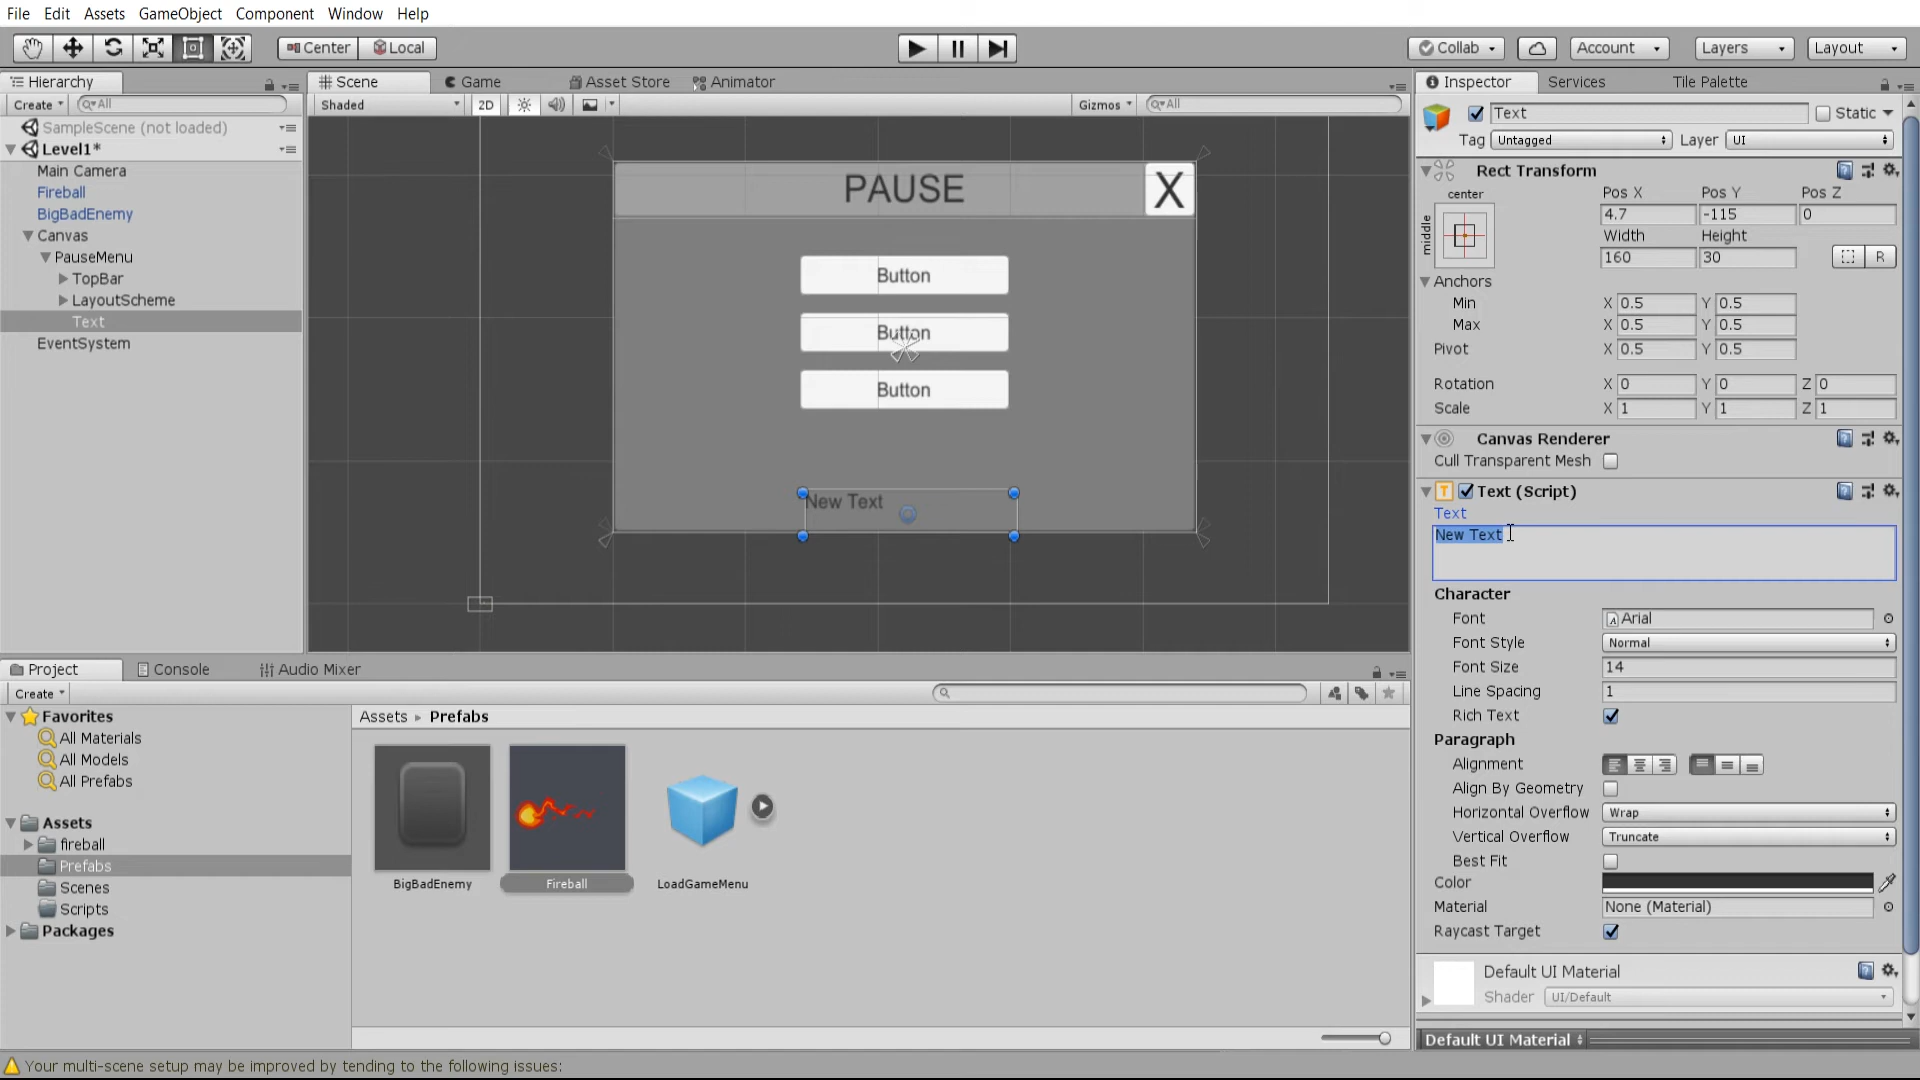 File Edit Assets GameObject Component Window Help
Center Local Collab Account Layers Layout
Hierarchy
Create All
SampleScene (not loaded)
Level1*
Main Camera
Fireball
BigBadEnemy
Canvas
PauseMenu
TopBar
LayoutScheme
Text
EventSystem
Scene Game Asset Store Animator
Shaded 2D Gizmos All
PAUSE X
Button
Button
Button
New Text
Inspector Services Tile Palette
Text Static
Tag Untagged Layer UI
Rect Transform
center
middle
Pos X Pos Y Pos Z
4.7 -115 0
Width Height
160 30 R
Anchors
Min X 0.5 Y 0.5
Max X 0.5 Y 0.5
Pivot X 0.5 Y 0.5
Rotation X 0 Y 0 Z 0
Scale X 1 Y 1 Z 1
Canvas Renderer
Cull Transparent Mesh
T Text (Script)
Text
New Text
Character
Font A Arial
Font Style Normal
Font Size 14
Line Spacing 1
Rich Text
Paragraph
Alignment
Align By Geometry
Horizontal Overflow Wrap
Vertical Overflow Truncate
Best Fit
Color
Material None (Material)
Raycast Target
Default UI Material
Shader UI/Default
Default UI Material
Project Console Audio Mixer
Create
Favorites
All Materials
All Models
All Prefabs
Assets
fireball
Prefabs
Scenes
Scripts
Packages
Assets Prefabs
BigBadEnemy Fireball LoadGameMenu
Your multi-scene setup may be improved by tending to the following issues: